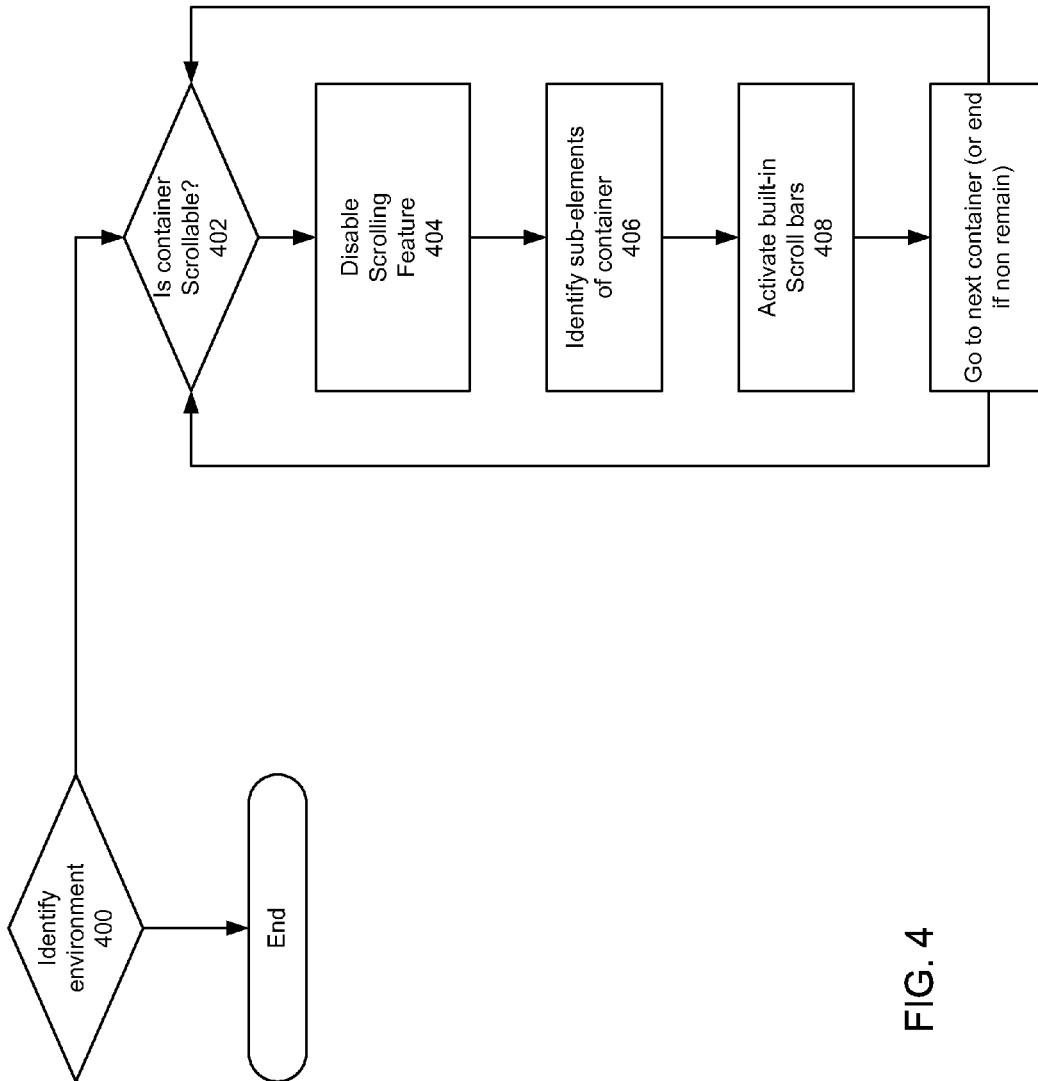 Identify
environment
400
End
Is container
Scrollable?
402
Disable
Scrolling
Feature
404
Identify sub-elements
of container
406
Activate built-in
Scroll bars
408
Go to next container (or end
if non remain)
FIG. 4